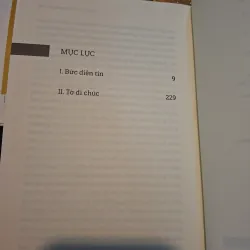 MỤC LỤC
I. Bức điện tín 9
II. Tờ di chúc 229